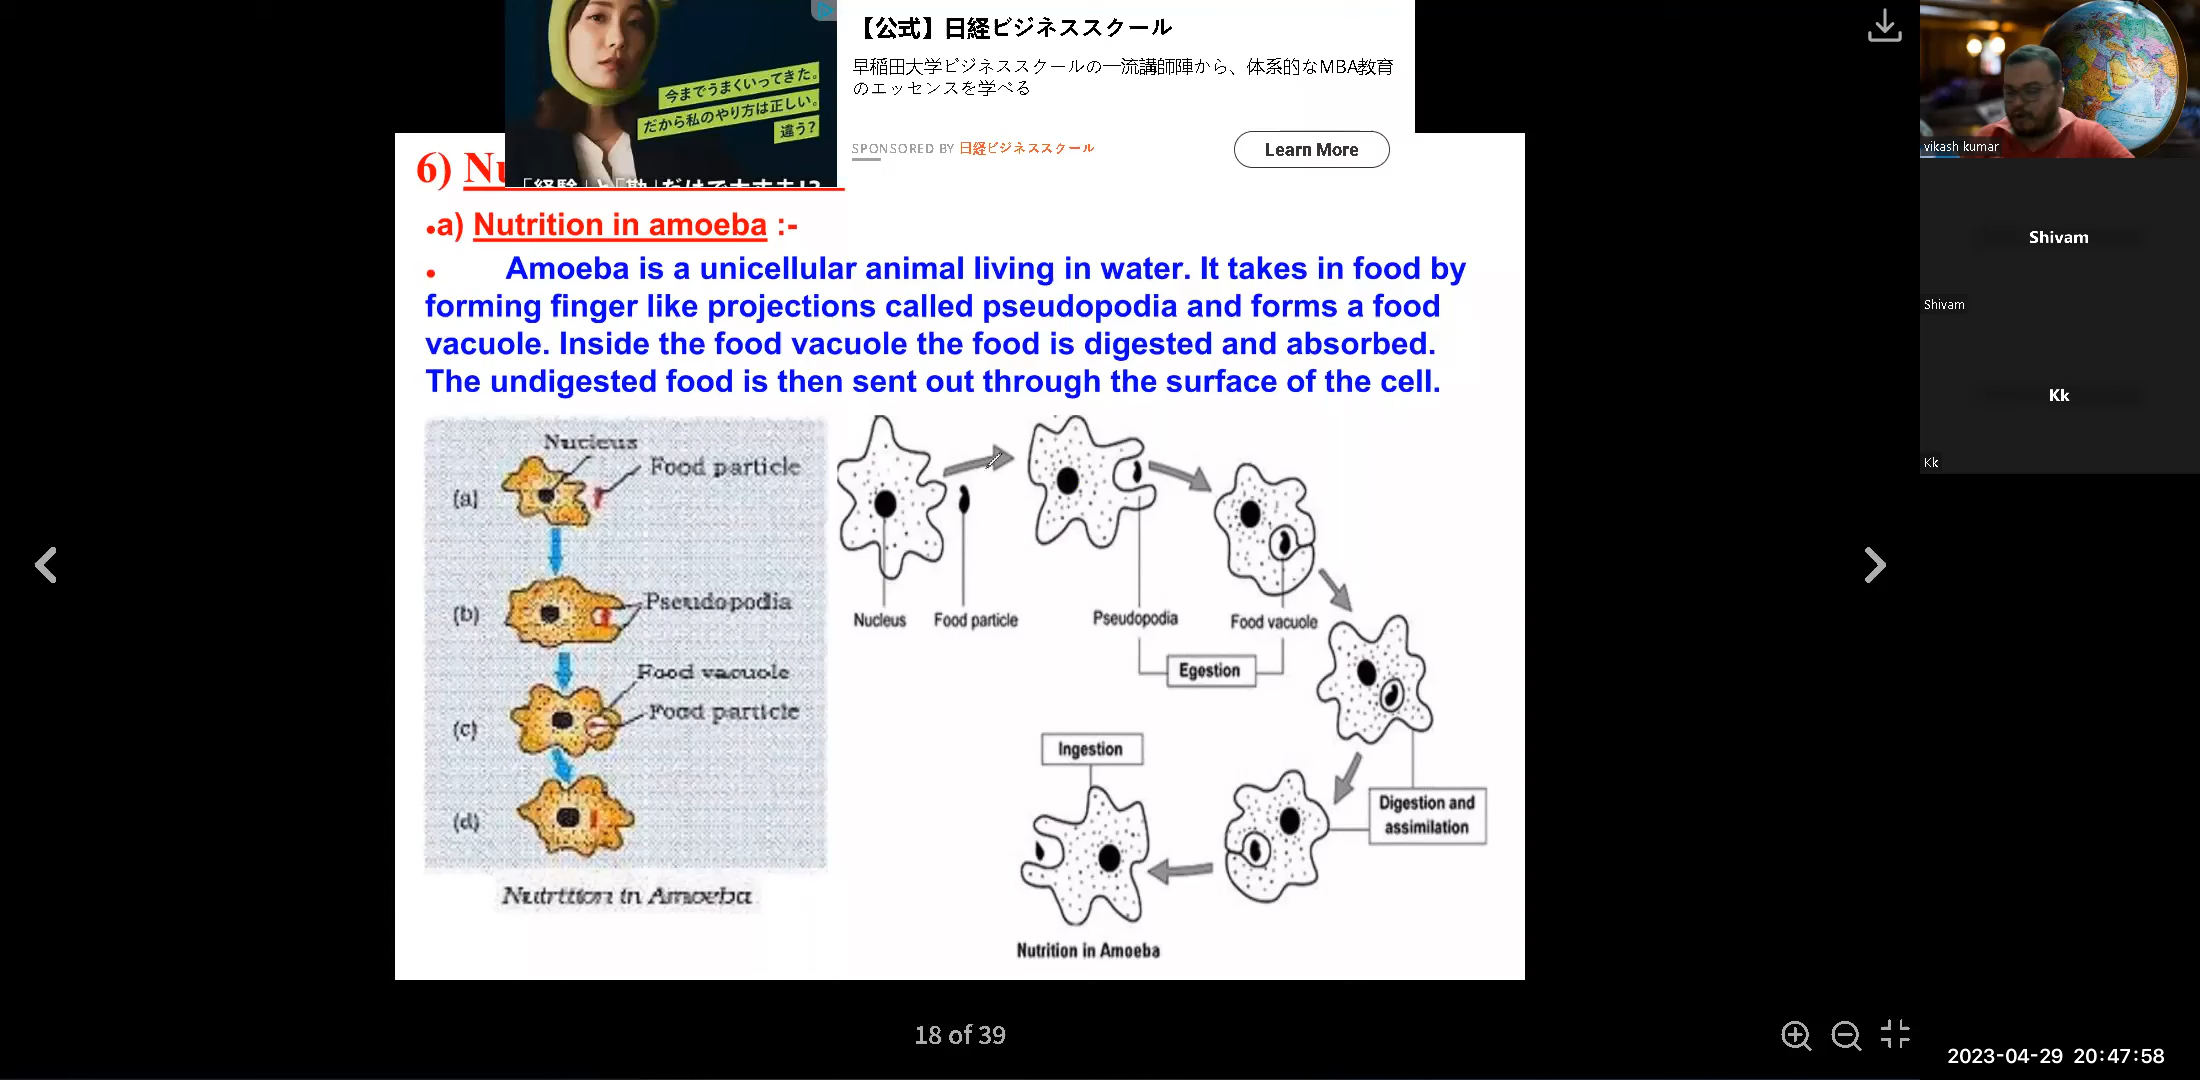 今までうまくいってきた。
だから私のやり方は正しい。
違う?
【公式】日経ビジネススクール
早稲田大学ビジネススクールの一流講師陣から、体系的なMBA教育
のエッセンスを学べる
SPONSORED BY 日経ビジネススクール
Learn More
6) Nu
•a) Nutrition in amoeba :-
• Amoeba is a unicellular animal living in water. It takes in food by
forming finger like projections called pseudopodia and forms a food
vacuole. Inside the food vacuole the food is digested and absorbed.
The undigested food is then sent out through the surface of the cell.
Nucleus
Food particle
(a)
(b)
Pseudopodia
Food vacuole
(c)
Food particle
(d)
Nutrition in Amoeba
Nucleus
Food particle
Pseudopodia
Food vacuole
Egestion
Ingestion
Digestion and
assimilation
Nutrition in Amoeba
18 of 39
vikash kumar
Shivam
Shivam
Kk
Kk
2023-04-29 20:47:58